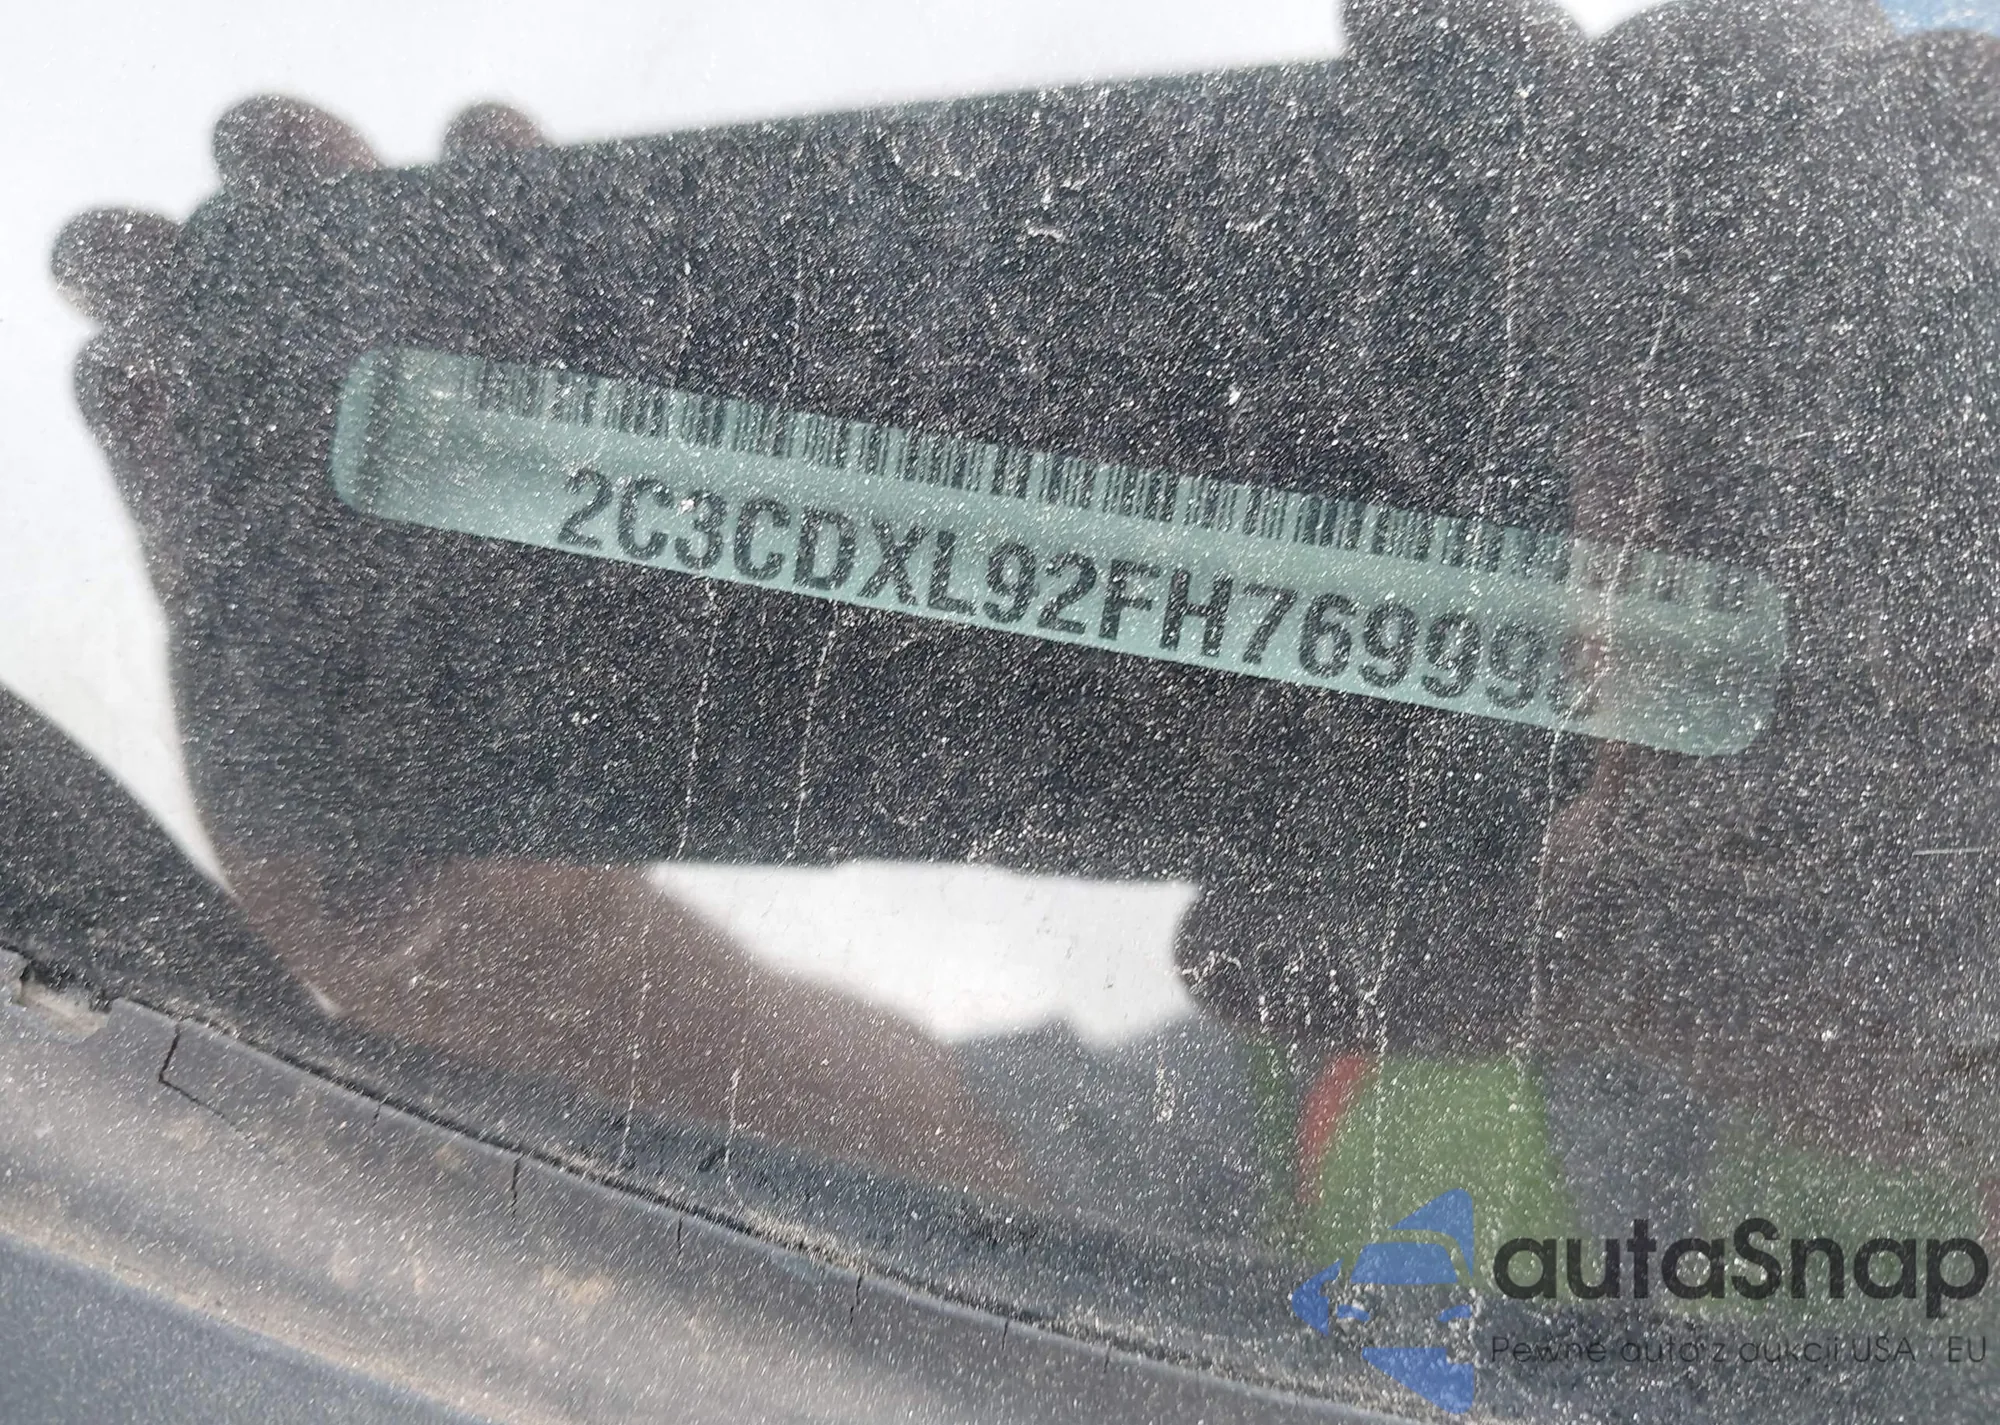 2C3CDXL92FH76999
autaSnap
Pewne auta z aukcji USA i EU